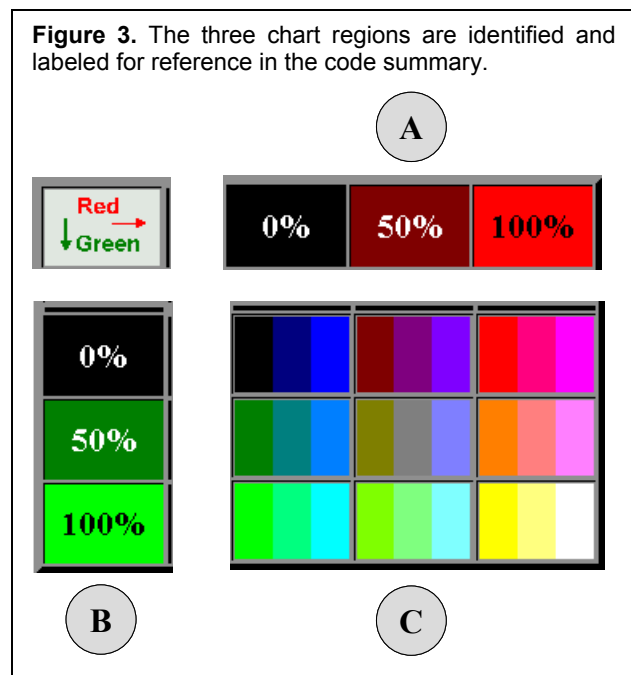 Figure 3. The three chart regions are identified and
labeled for reference in the code summary.
A
Red
Green
0% 50% 100%
0%
50%
100%
B
C